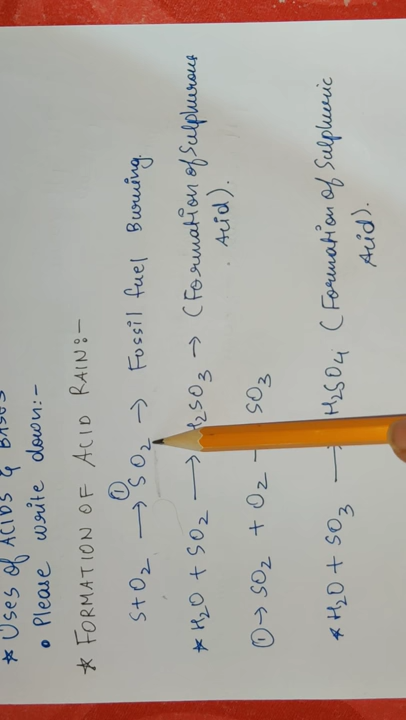 * Uses of ACIDS & BASES
• Please write down:-
* FORMATION OF ACID RAIN:-
S+O2 → ① SO2 → Fossil fuel Burning.
* H2O + SO2 → H2SO3 → (Formation of Sulphurous Acid).
① → SO2 + O2 — SO3
* H2O + SO3 → H2SO4 (Formation of Sulphuric Acid).